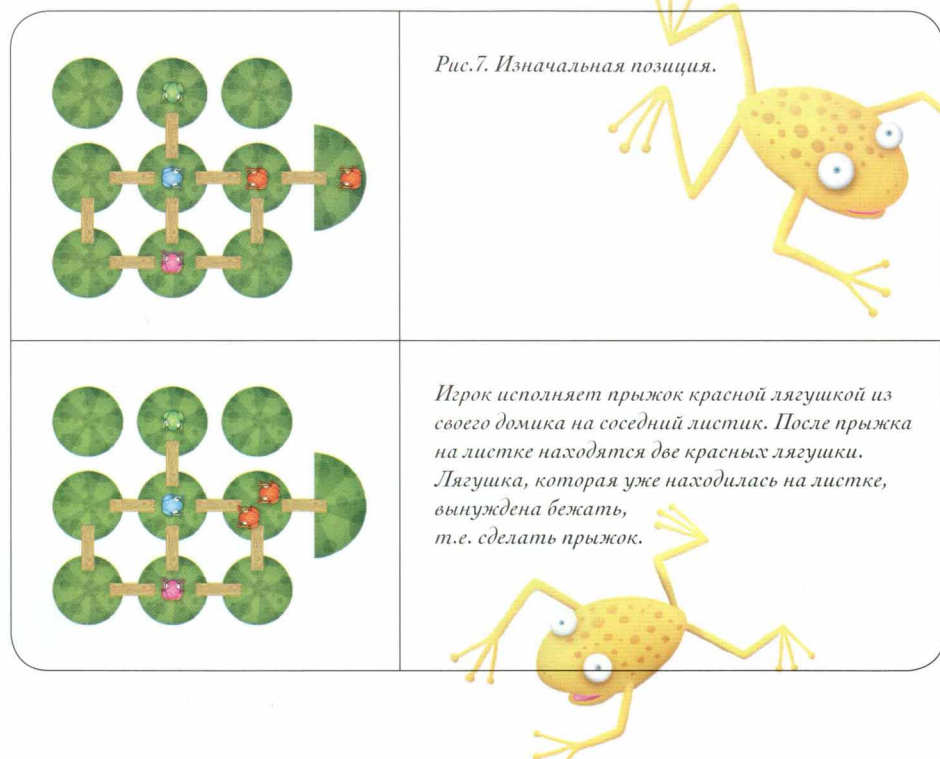 Рис.7. Изначальная позиция.
Игрок исполняет прыжок красной лягушкой из
своего домика на соседний листик. После прыжка
на листке находятся две красных лягушки.
Лягушка, которая уже находилась на листке,
вынуждена бежать,
т.е. сделать прыжок.